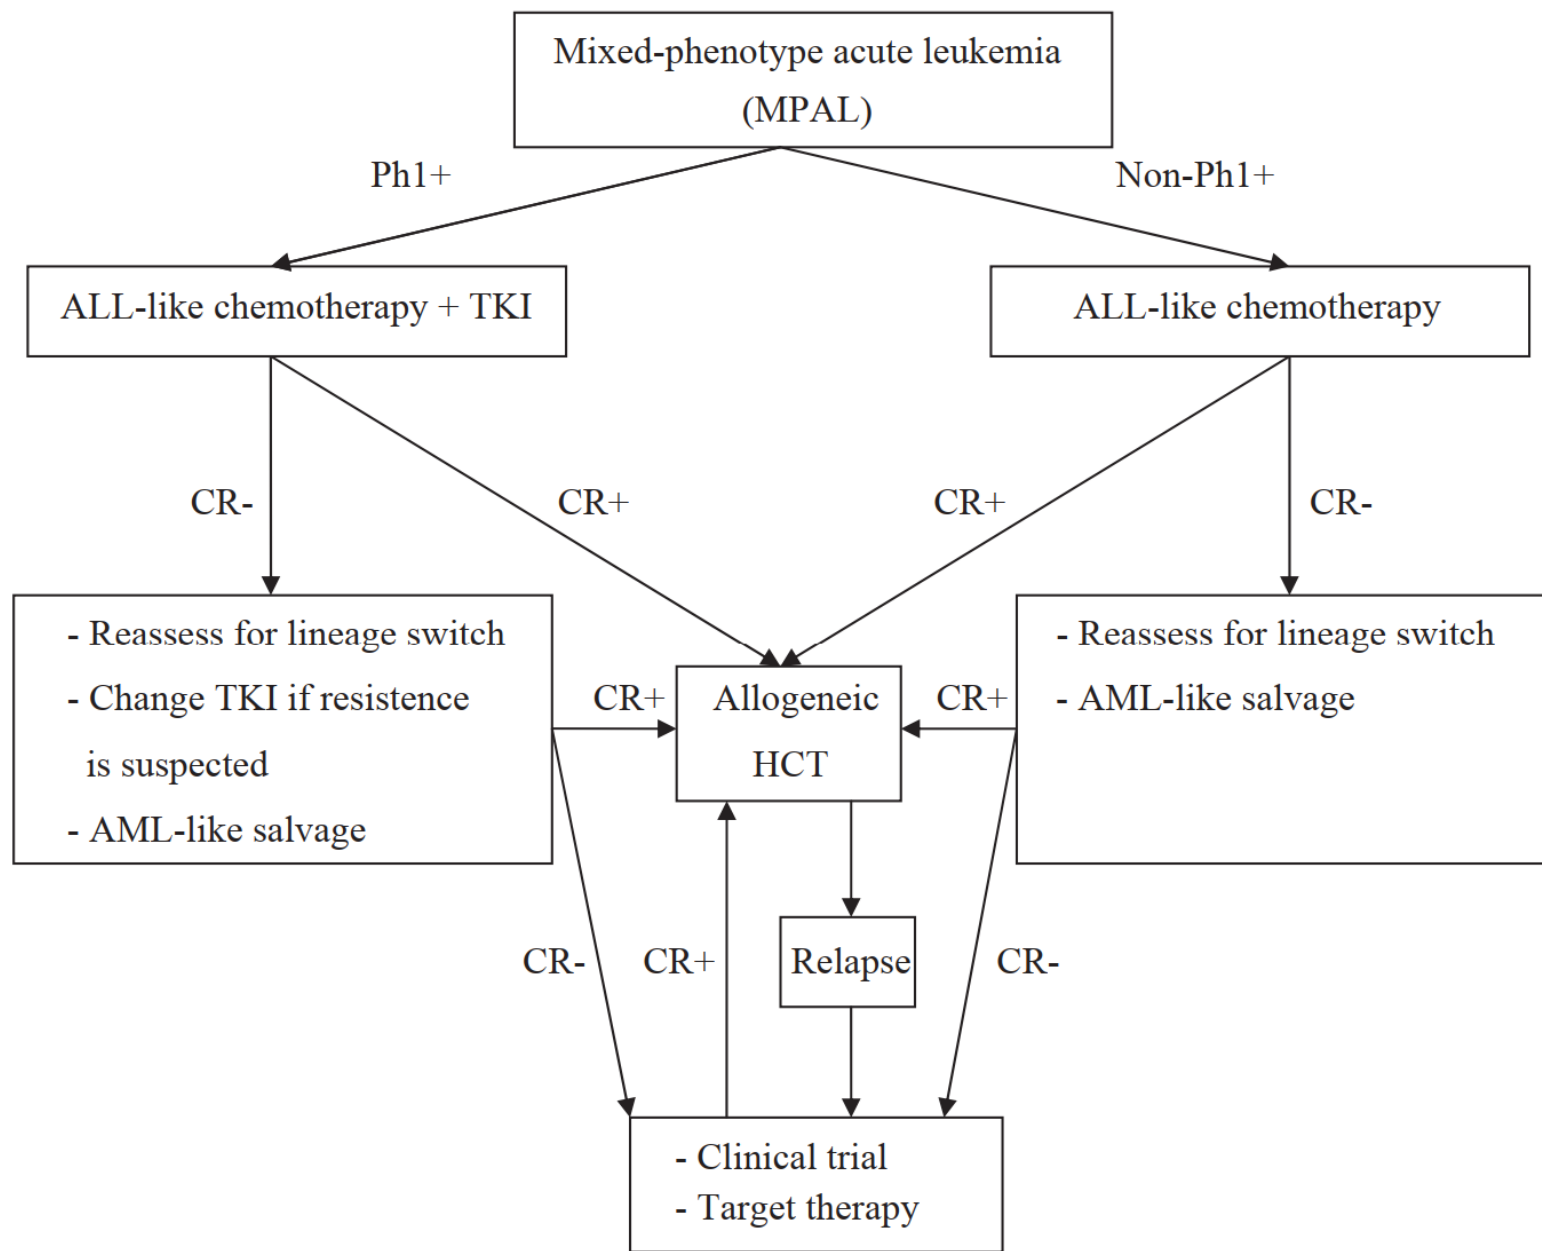 Mixed-phenotype acute leukemia
(MPAL)
Ph1+
Non-Ph1+
ALL-like chemotherapy + TKI
ALL-like chemotherapy
CR-
CR+
CR+
CR-
- Reassess for lineage switch
- Change TKI if resistence
is suspected
- AML-like salvage
CR+
Allogeneic
HCT
CR+
- Reassess for lineage switch
- AML-like salvage
CR-
CR+
Relapse
CR-
- Clinical trial
- Target therapy